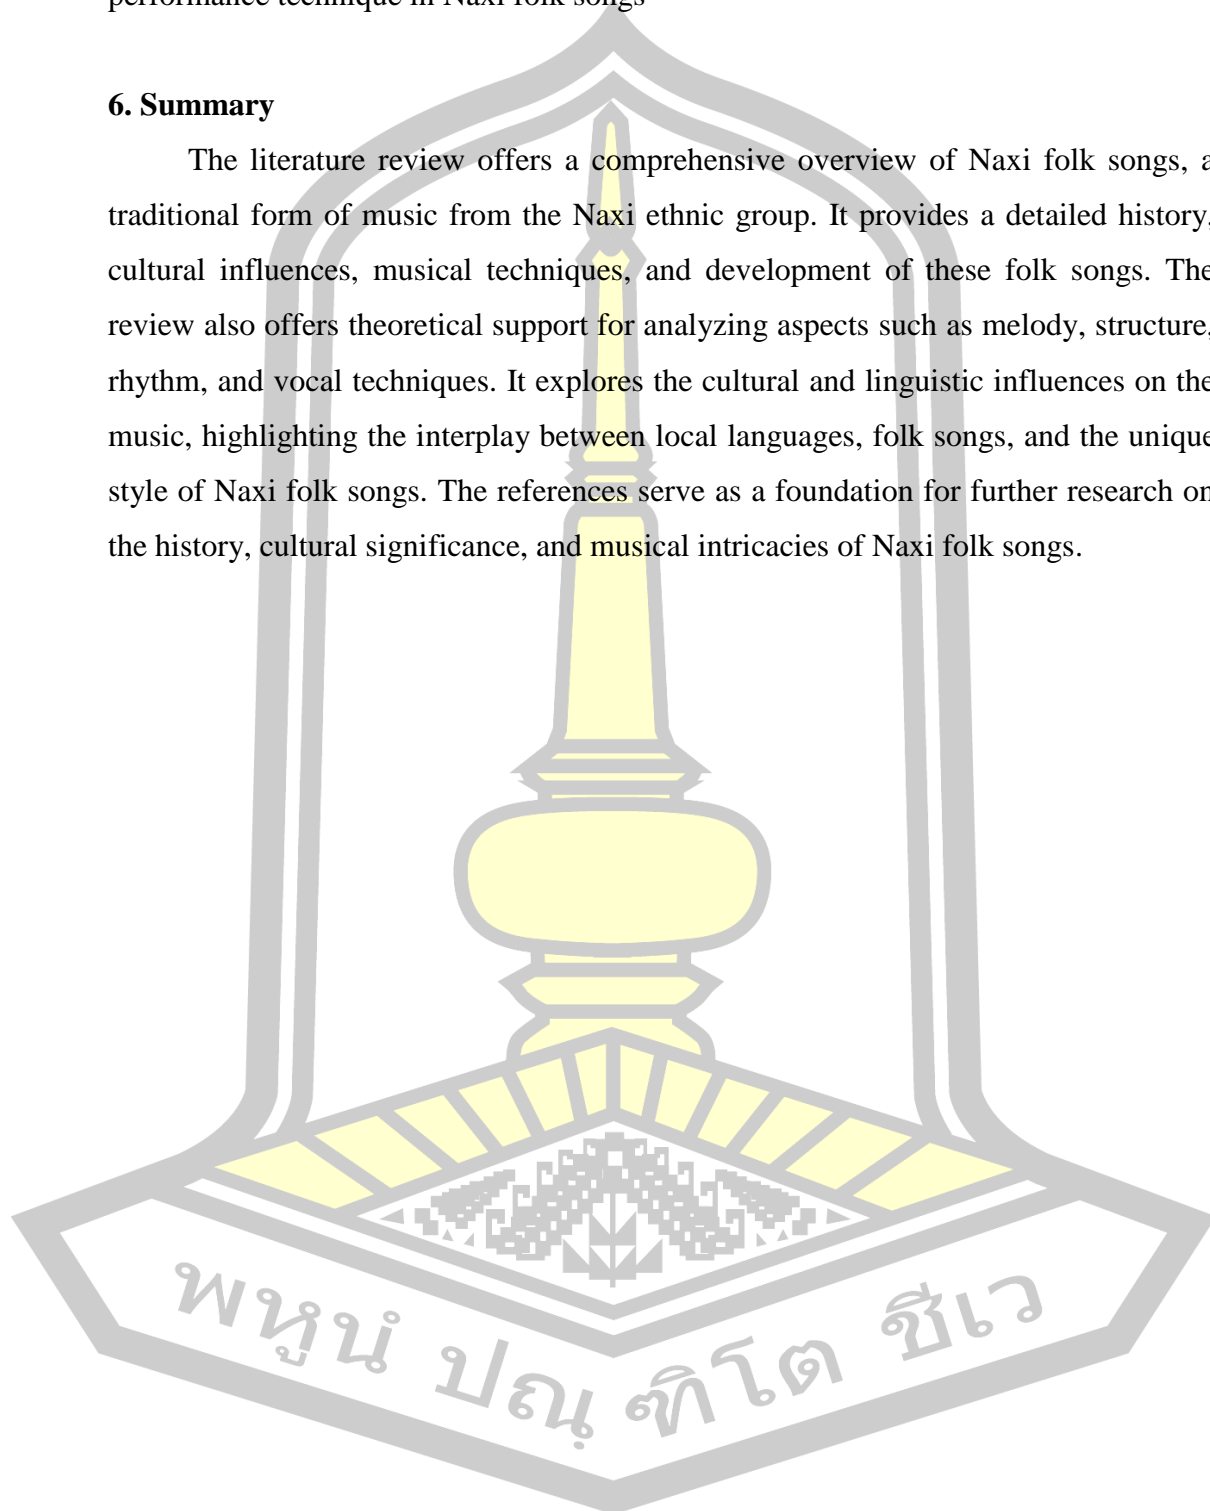 performance technique in Naxi folk songs
6. Summary
The literature review offers a comprehensive overview of Naxi folk songs, a
traditional form of music from the Naxi ethnic group. It provides a detailed history,
cultural influences, musical techniques, and development of these folk songs. The
review also offers theoretical support for analyzing aspects such as melody, structure,
rhythm, and vocal techniques. It explores the cultural and linguistic influences on the
music, highlighting the interplay between local languages, folk songs, and the unique
style of Naxi folk songs. The references serve as a foundation for further research on
the history, cultural significance, and musical intricacies of Naxi folk songs.
พหูนํ ปณฺฑิโต ชีเว